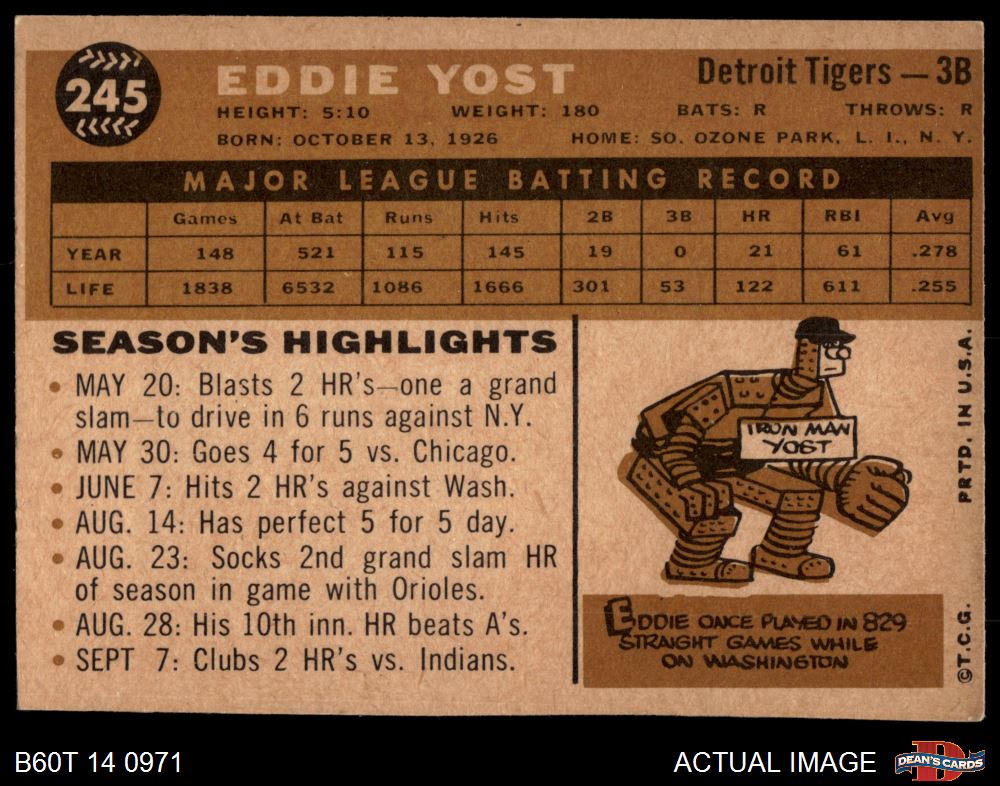 245
EDDIE YOST
Detroit Tigers — 3B
HEIGHT: 5:10 WEIGHT: 180 BATS: R THROWS: R
BORN: OCTOBER 13, 1926 HOME: SO. OZONE PARK, L. I., N. Y.
MAJOR LEAGUE BATTING RECORD
Games At Bat Runs Hits 2B 3B HR RBI Avg
YEAR 148 521 115 145 19 0 21 61 .278
LIFE 1838 6532 1086 1666 301 53 122 611 .255
SEASON'S HIGHLIGHTS
• MAY 20: Blasts 2 HR's—one a grand
slam—to drive in 6 runs against N.Y.
• MAY 30: Goes 4 for 5 vs. Chicago.
• JUNE 7: Hits 2 HR's against Wash.
• AUG. 14: Has perfect 5 for 5 day.
• AUG. 23: Socks 2nd grand slam HR
of season in game with Orioles.
• AUG. 28: His 10th inn. HR beats A's.
• SEPT 7: Clubs 2 HR's vs. Indians.
IRON MAN
YOST
EDDIE ONCE PLAYED IN 829
STRAIGHT GAMES WHILE
ON WASHINGTON
PRTD. IN U.S.A.
©T.C.G.
B60T 14 0971
ACTUAL IMAGE
D
DEAN'S CARDS